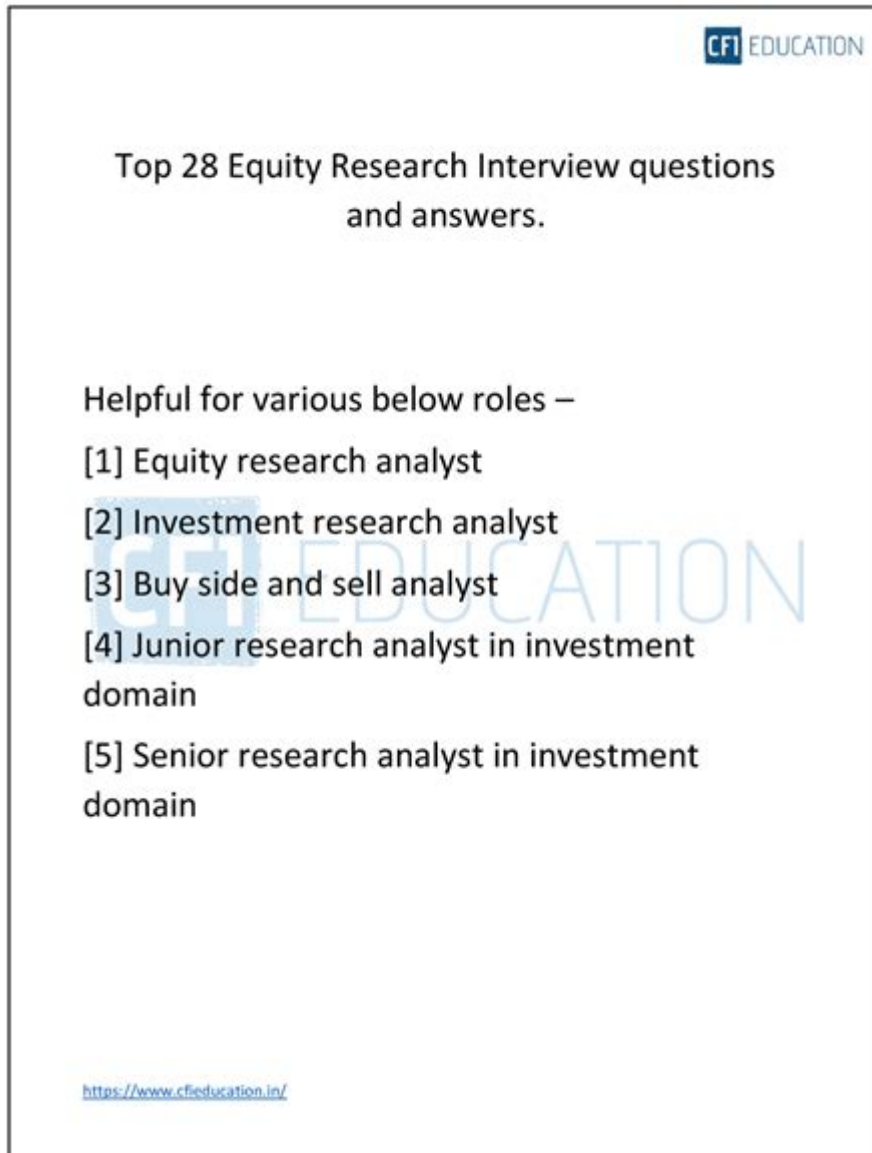 CFI EDUCATION
Top 28 Equity Research Interview questions
and answers.
Helpful for various below roles –
[1] Equity research analyst
[2] Investment research analyst
CFI EDUCATION
[3] Buy side and sell analyst
[4] Junior research analyst in investment
domain
[5] Senior research analyst in investment
domain
https://www.cfieducation.in/